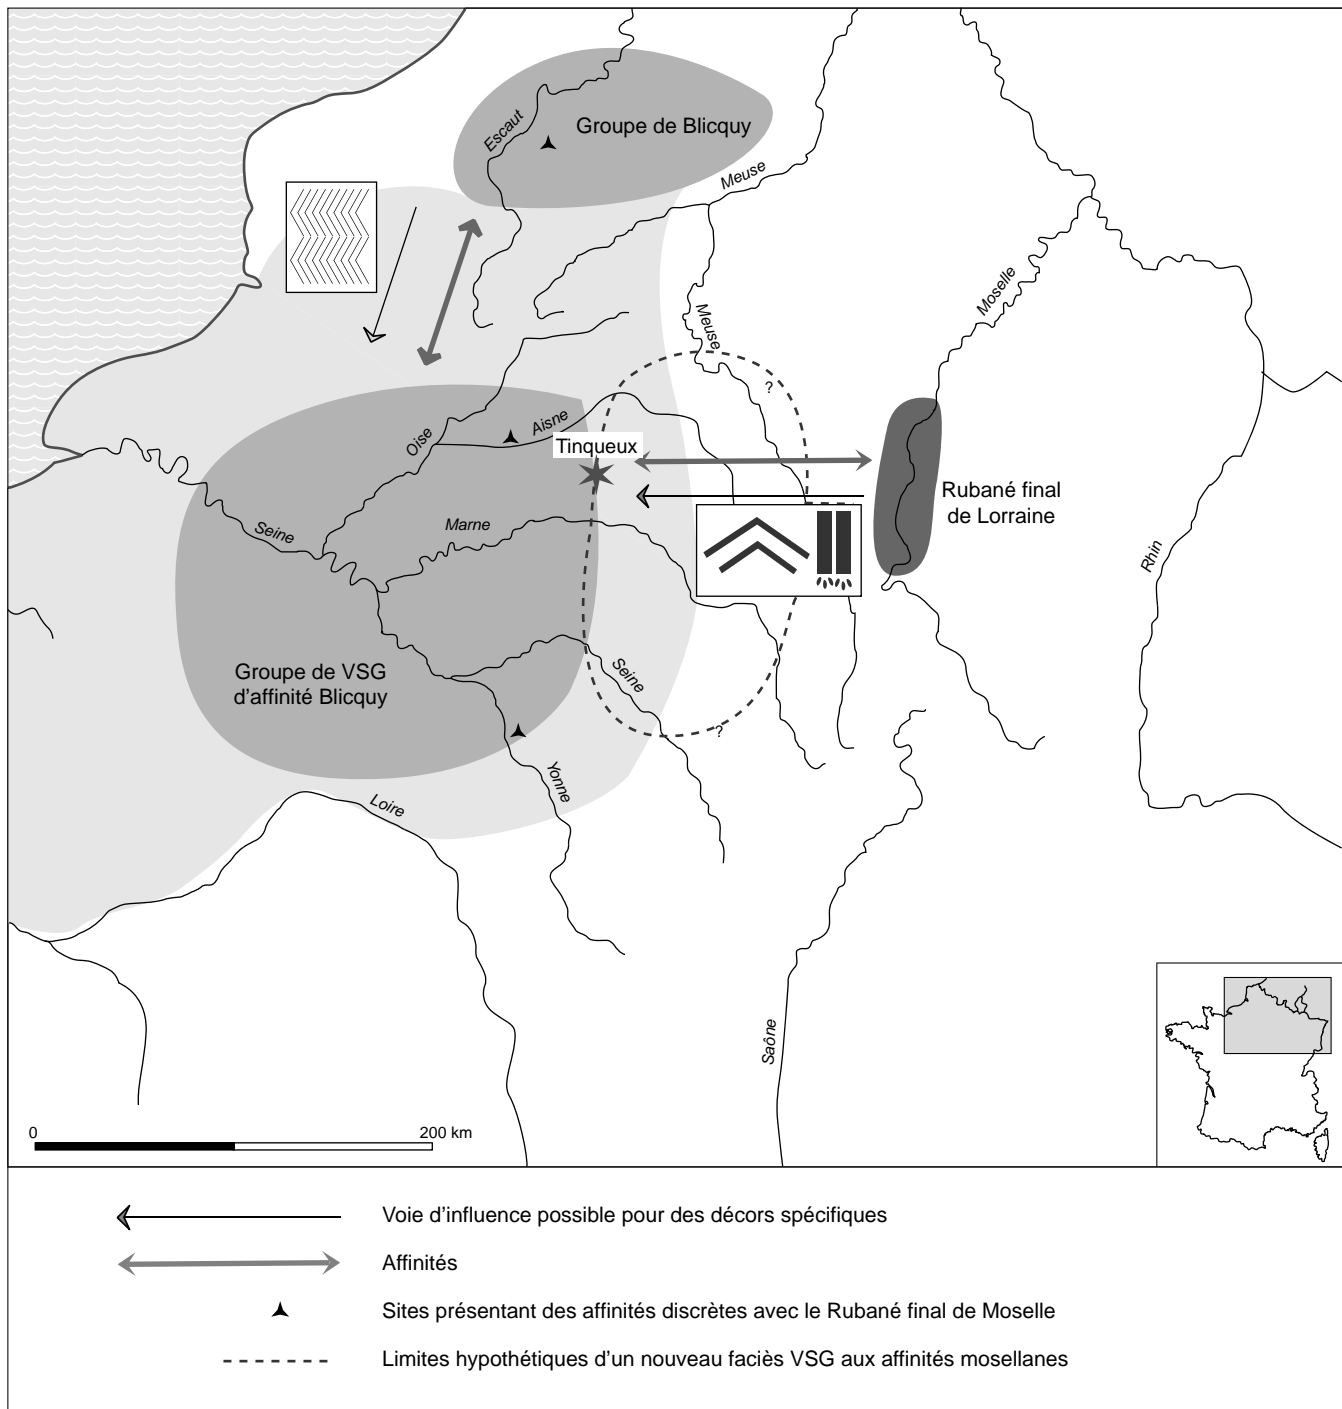 Escaut
Groupe de Blicquy
Meuse
Moselle
Meuse
?
Oise
Aisne
Tinqueux
Rubané final
de Lorraine
Seine
Marne
Rhin
Groupe de VSG
d'affinité Blicquy
Seine
?
Yonne
Loire
Saône
0
200 km
Voie d'influence possible pour des décors spécifiques
Affinités
Sites présentant des affinités discrètes avec le Rubané final de Moselle
Limites hypothétiques d'un nouveau faciès VSG aux affinités mosellanes